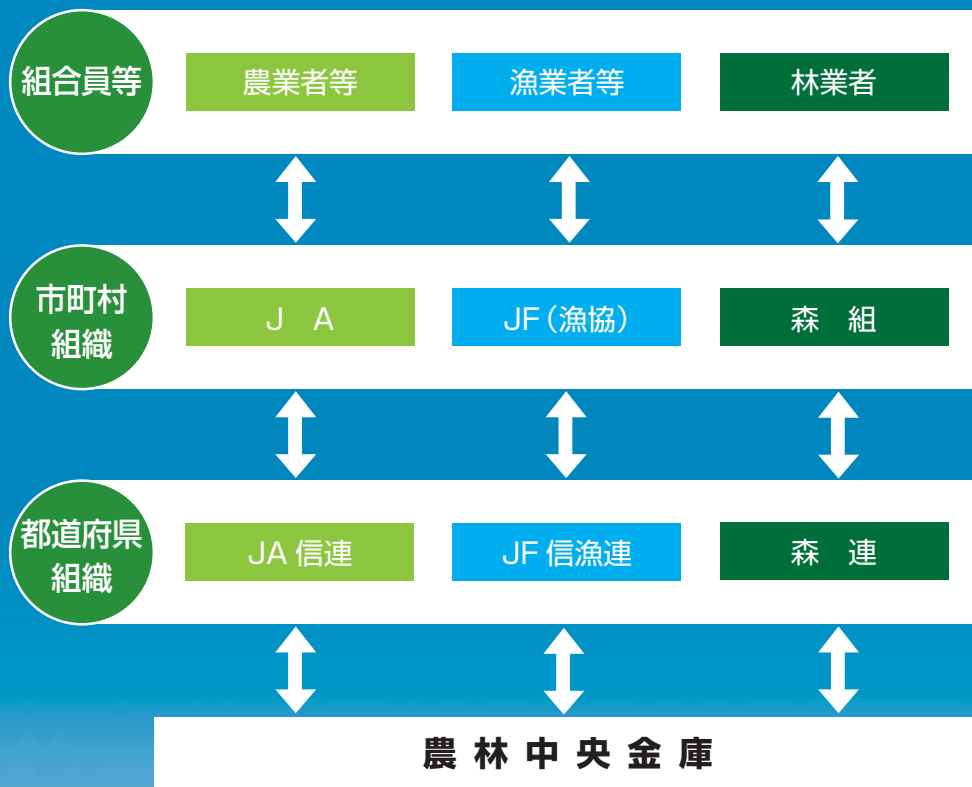 組合員等
農業者等
漁業者等
林業者
市町村
組織
J A
JF（漁協）
森 組
都道府県
組織
JA 信連
JF 信漁連
森 連
農林中央金庫